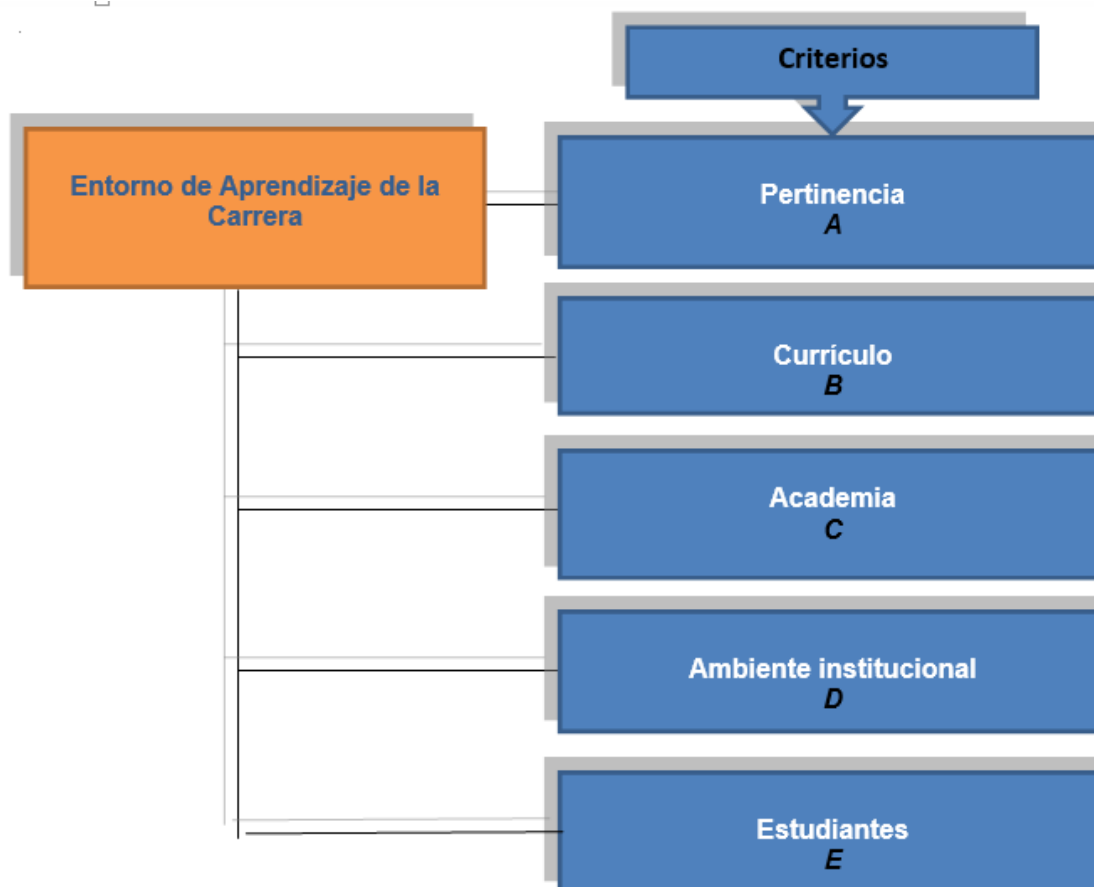 Criterios
Entorno de Aprendizaje de la
Carrera
Pertinencia
A
Currículo
B
Academia
C
Ambiente institucional
D
Estudiantes
E